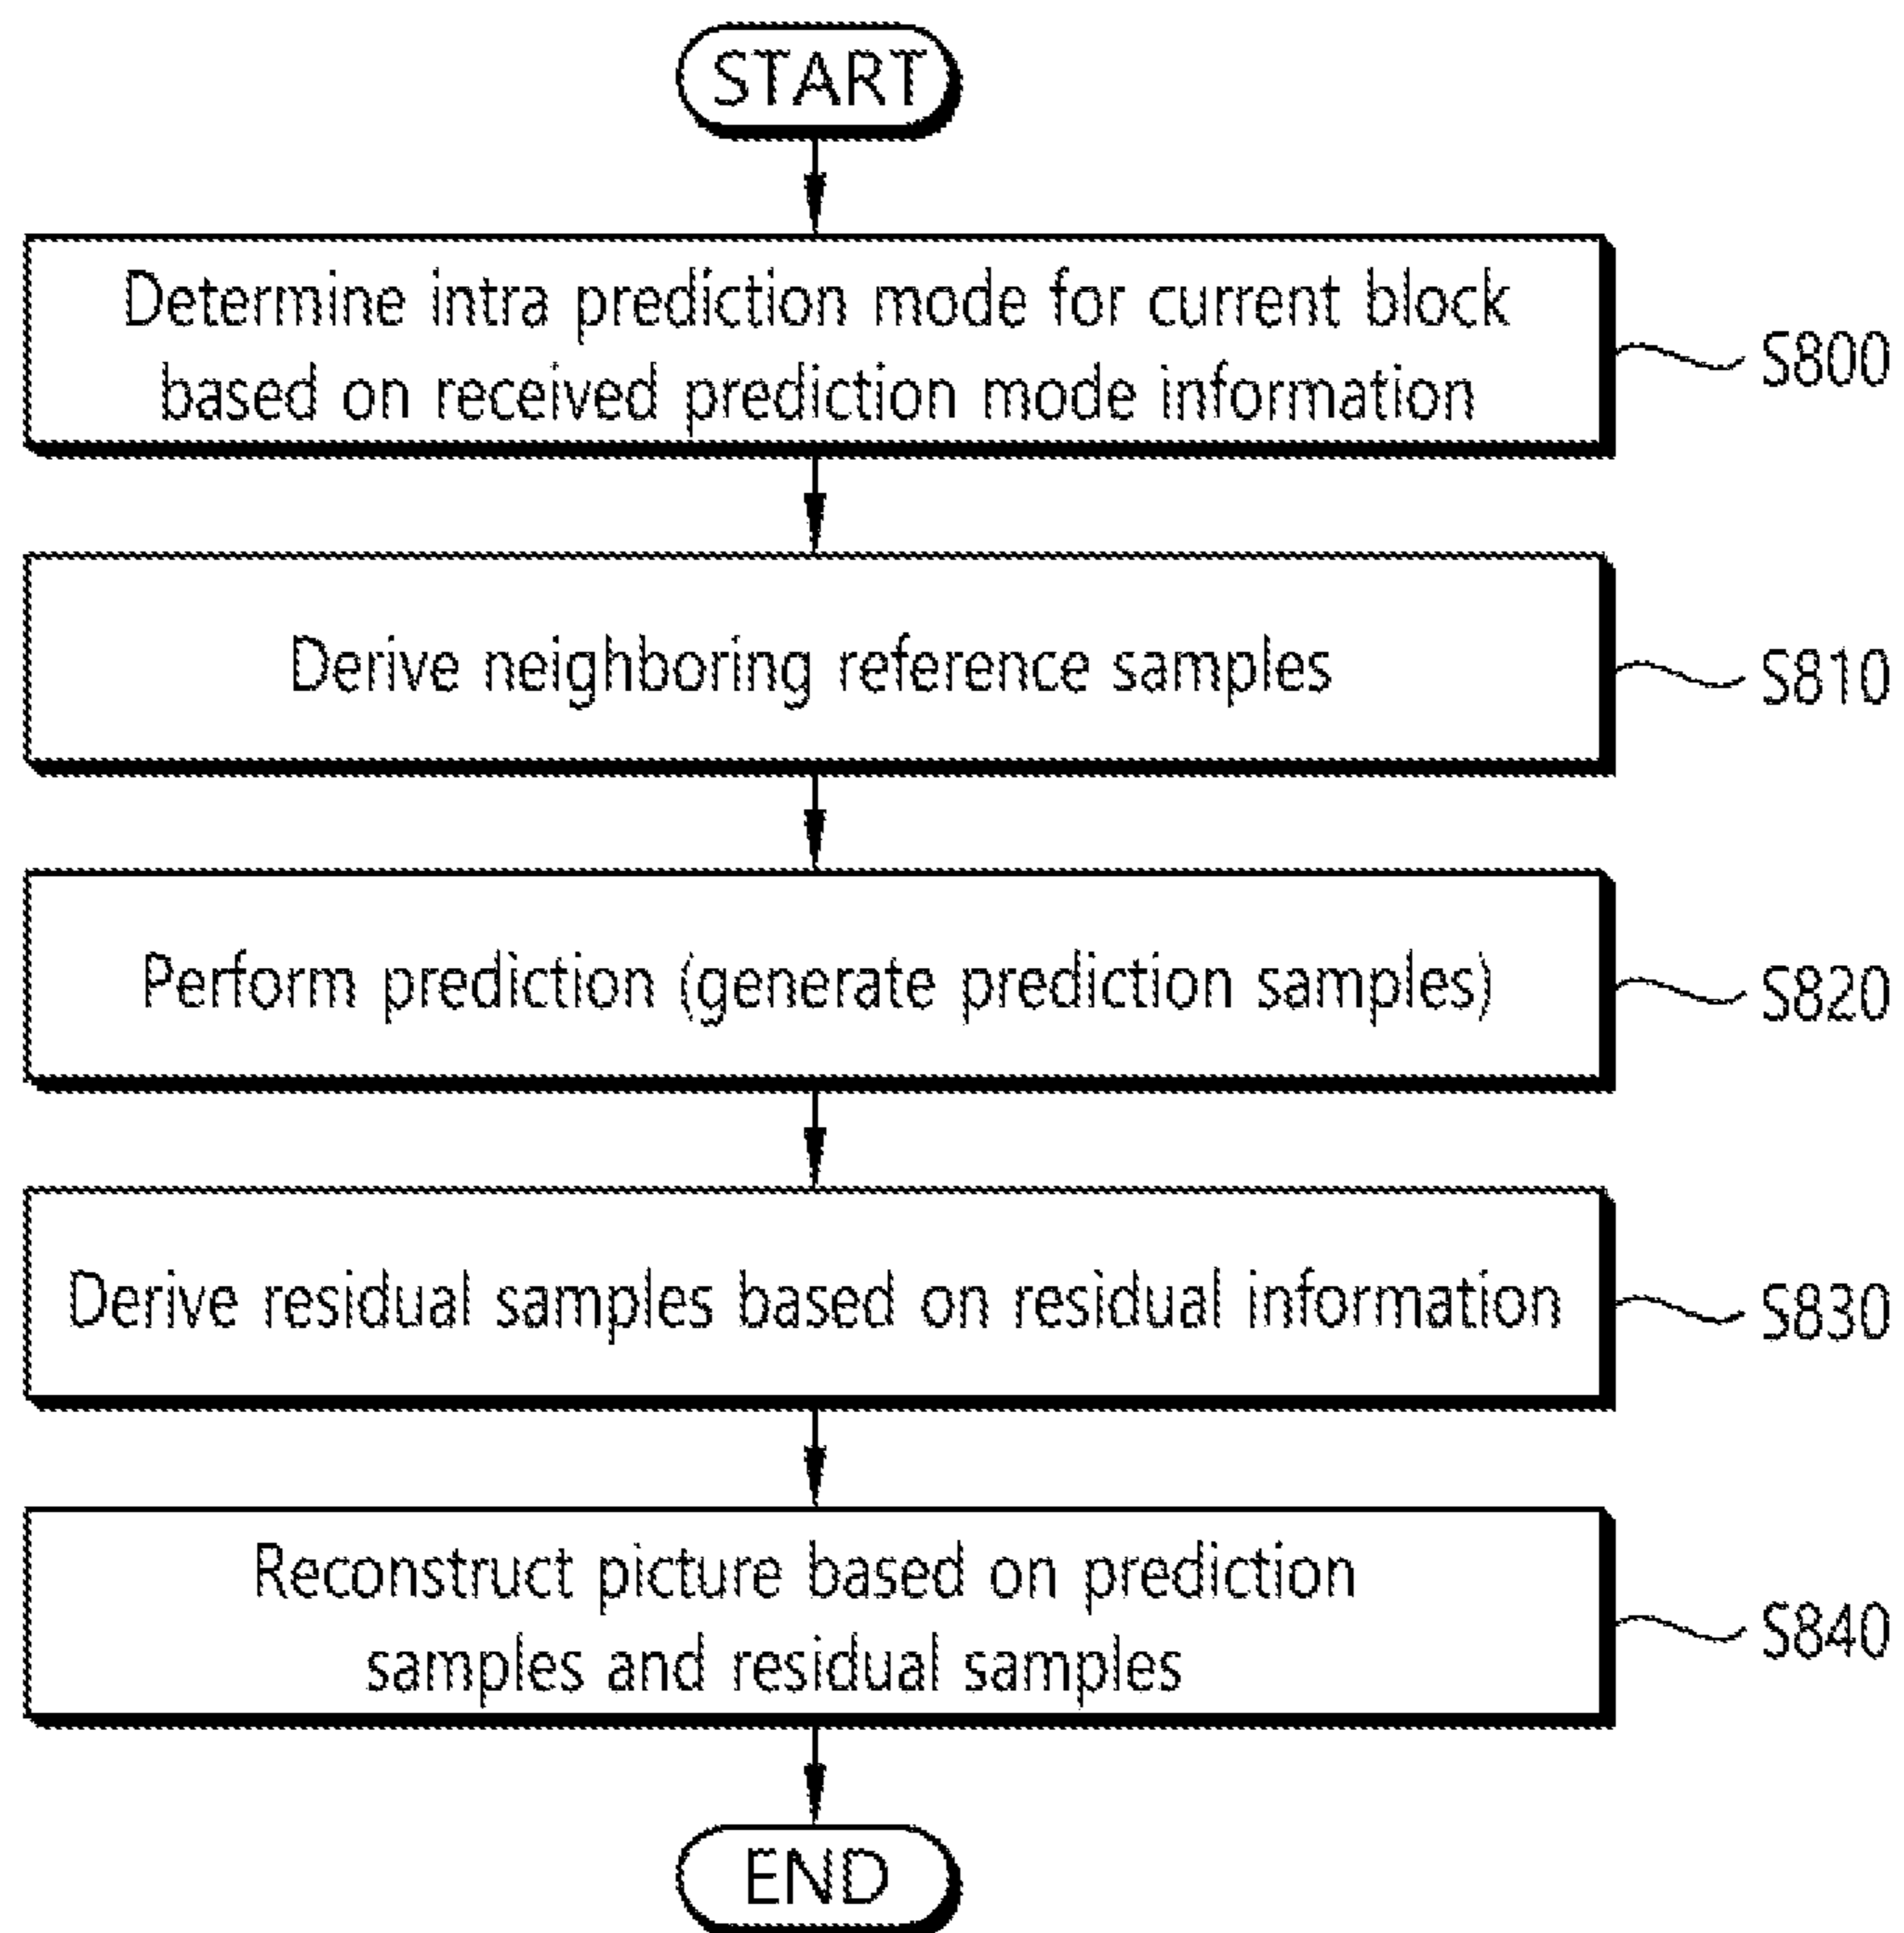 START
Determine intra prediction mode for current block
based on received prediction mode information
S800
Derive neighboring reference samples
S810
Perform prediction (generate prediction samples)
S820
Derive residual samples based on residual information
S830
Reconstruct picture based on prediction
samples and residual samples
S840
END